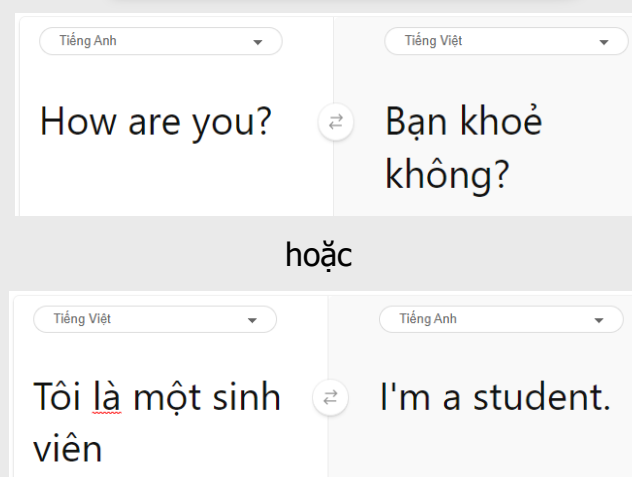 Tiếng Anh
Tiếng Việt
How are you?
Bạn khoẻ
không?
hoặc
Tiếng Việt
Tiếng Anh
Tôi là một sinh
viên
I'm a student.